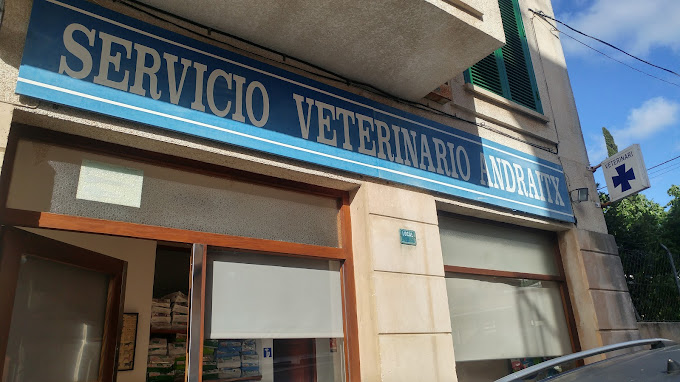 SERVICIO VETERINARIO ANDRAITX
VETERINARI